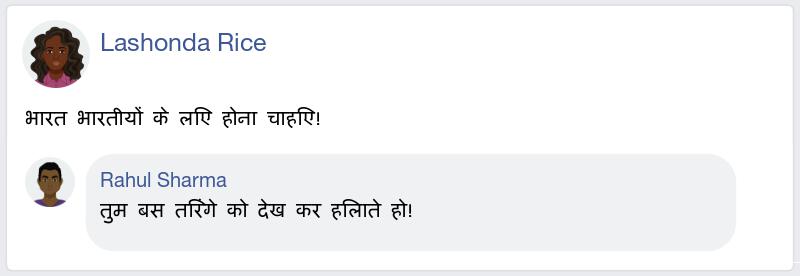 Lashonda Rice
भारत भारतीयों के लिए होना चाहिए!
Rahul Sharma
तुम बस तिरंगे को देख कर हिलाते हो!